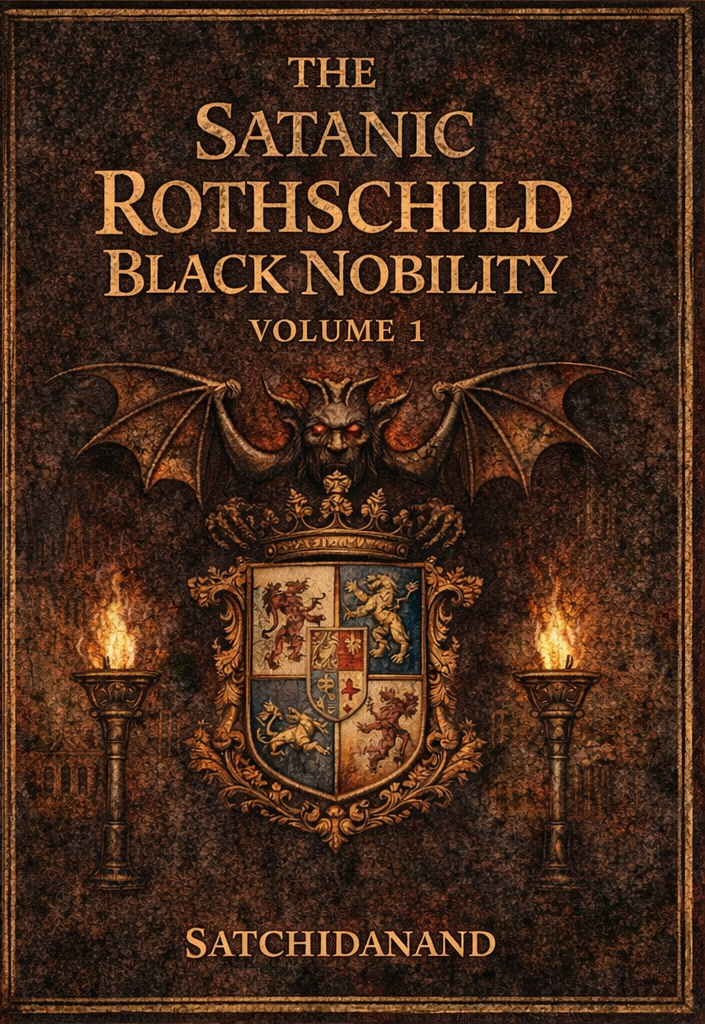 THE
SATANIC
ROTHSCHILD
BLACK NOBILITY
VOLUME 1
SATCHIDANAND